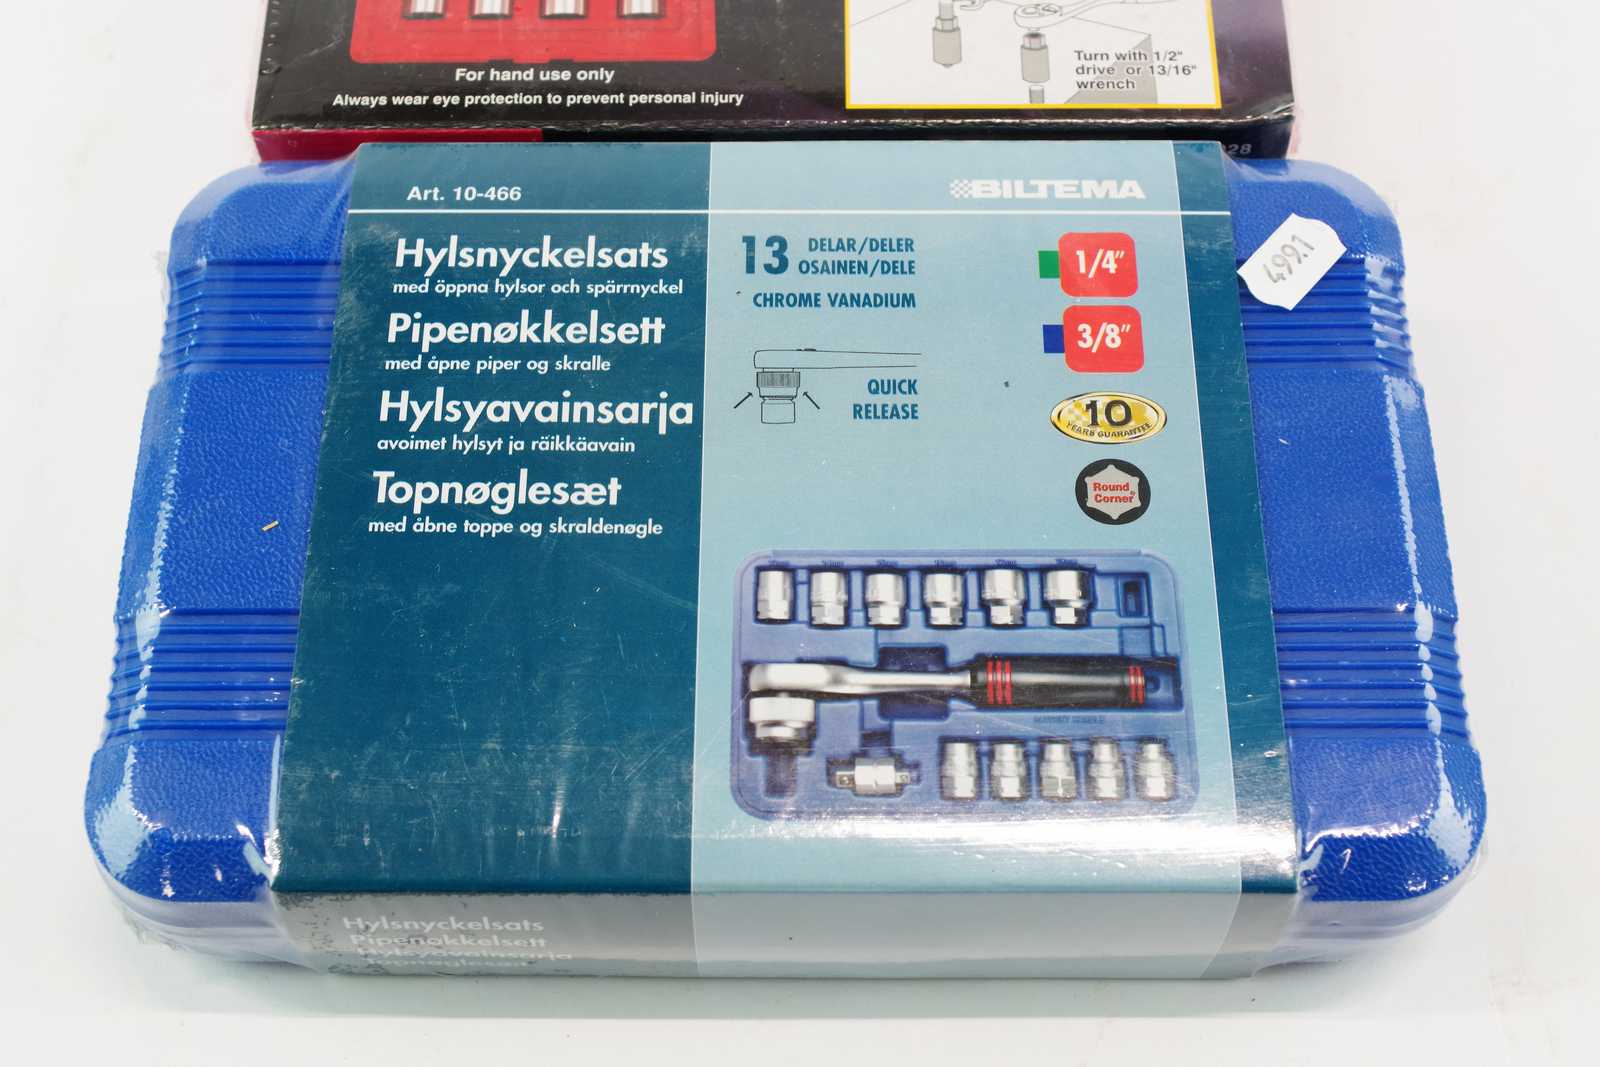 For hand use only
Always wear eye protection to prevent personal injury
Turn with 1/2"
drive or 13/16"
wrench
28
Art. 10-466
BILTEMA
Hylsnyckelsats
med öppna hylsor och spärrnyckel
Pipenøkkelsett
med åpne piper og skralle
Hylsyavainsarja
avoimet hylsyt ja räikkäavain
Topnøglesæt
med åbne toppe og skraldenøgle
13 DELAR/DELER
OSAINEN/DELE
CHROME VANADIUM
QUICK
RELEASE
1/4"
3/8"
10
YEARS GUARANTEE
Round
Corner®
499.1
Hylsnyckelsats
Pipenøkkelsett
Hylsyavainsarja
Topnøglesæt